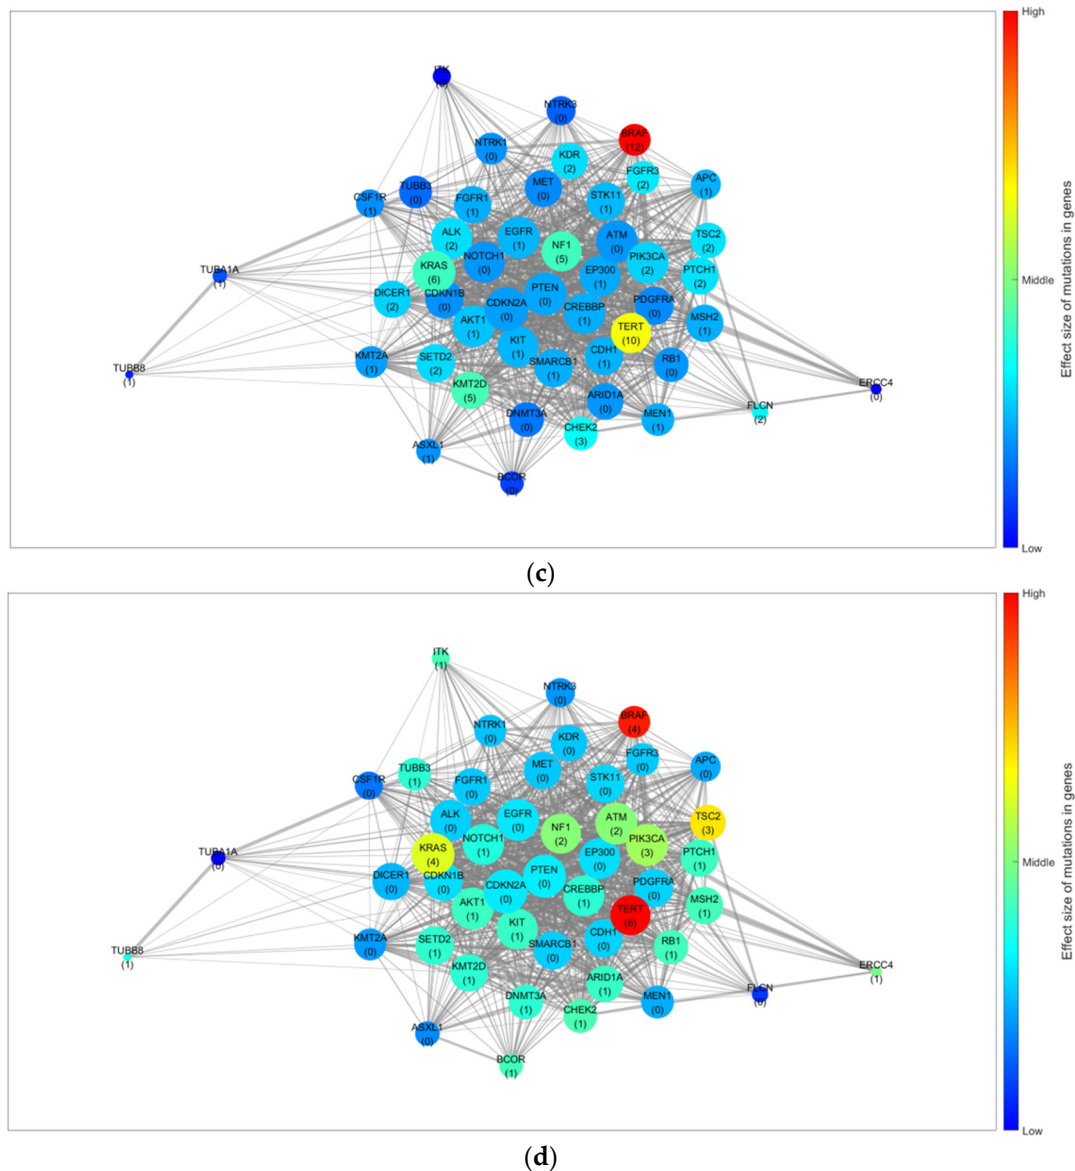 High
ITK
(0)
NTRK3
(0)
BRAF
(12)
NTRK1
(0)
KDR
(2)
FGFR3
(2)
APC
(1)
TUBB3
(0)
MET
(0)
CSF1R
(1)
FGFR1
(1)
STK11
(1)
ALK
(2)
EGFR
(1)
ATM
(0)
TSC2
(2)
NF1
(5)
NOTCH1
(0)
PIK3CA
(2)
KRAS
(6)
TUBA1A
(1)
EP300
(1)
PTCH1
(2)
Middle
Effect size of mutations in genes
DICER1
(2)
CDKN1B
(0)
PTEN
(0)
PDGFRA
(0)
CDKN2A
(0)
CREBBP
(1)
AKT1
(1)
MSH2
(1)
TERT
(10)
KIT
(1)
CDH1
(1)
KMT2A
(1)
SETD2
(2)
SMARCB1
(1)
RB1
(0)
TUBB8
(1)
KMT2D
(5)
ERCC4
(0)
ARID1A
(0)
FLCN
(2)
DNMT3A
(0)
MEN1
(1)
CHEK2
(3)
ASXL1
(1)
BCOR
(0)
Low
(c)
High
ITK
(1)
NTRK3
(0)
BRAF
(4)
NTRK1
(0)
KDR
(0)
FGFR3
(0)
APC
(0)
TUBB3
(1)
MET
(0)
CSF1R
(0)
FGFR1
(0)
STK11
(0)
ALK
(0)
EGFR
(0)
ATM
(2)
TSC2
(3)
NF1
(2)
NOTCH1
(1)
PIK3CA
(3)
KRAS
(4)
TUBA1A
(0)
EP300
(0)
PTCH1
(1)
Middle
Effect size of mutations in genes
DICER1
(0)
CDKN1B
(0)
PTEN
(0)
PDGFRA
(0)
CDKN2A
(0)
CREBBP
(1)
AKT1
(1)
MSH2
(1)
TERT
(6)
KIT
(1)
CDH1
(0)
KMT2A
(0)
SETD2
(1)
SMARCB1
(0)
RB1
(1)
TUBB8
(1)
KMT2D
(1)
ERCC4
(1)
ARID1A
(1)
FLCN
(0)
DNMT3A
(1)
MEN1
(0)
CHEK2
(1)
ASXL1
(0)
BCOR
(1)
Low
(d)